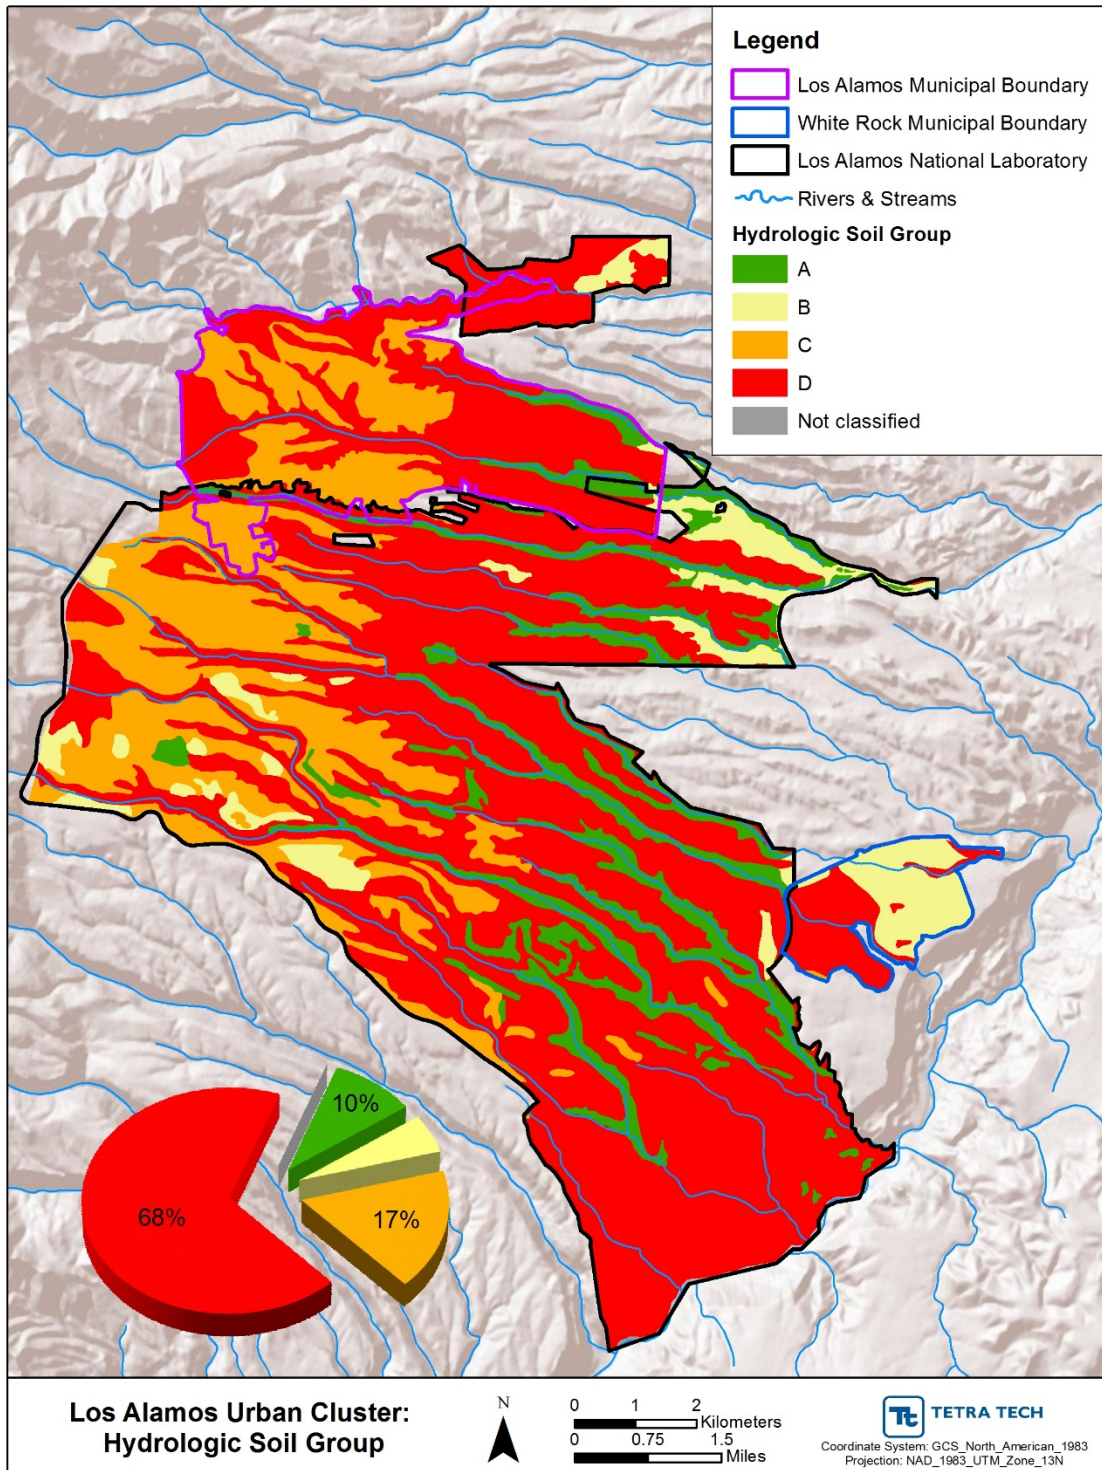 Legend
Los Alamos Municipal Boundary
White Rock Municipal Boundary
Los Alamos National Laboratory
Rivers & Streams
Hydrologic Soil Group
A
B
C
D
Not classified
10%
17%
68%
Los Alamos Urban Cluster:
Hydrologic Soil Group
N
0 1 2
Kilometers
0 0.75 1.5
Miles
Tt TETRA TECH
Coordinate System: GCS_North_American_1983
Projection: NAD_1983_UTM_Zone_13N